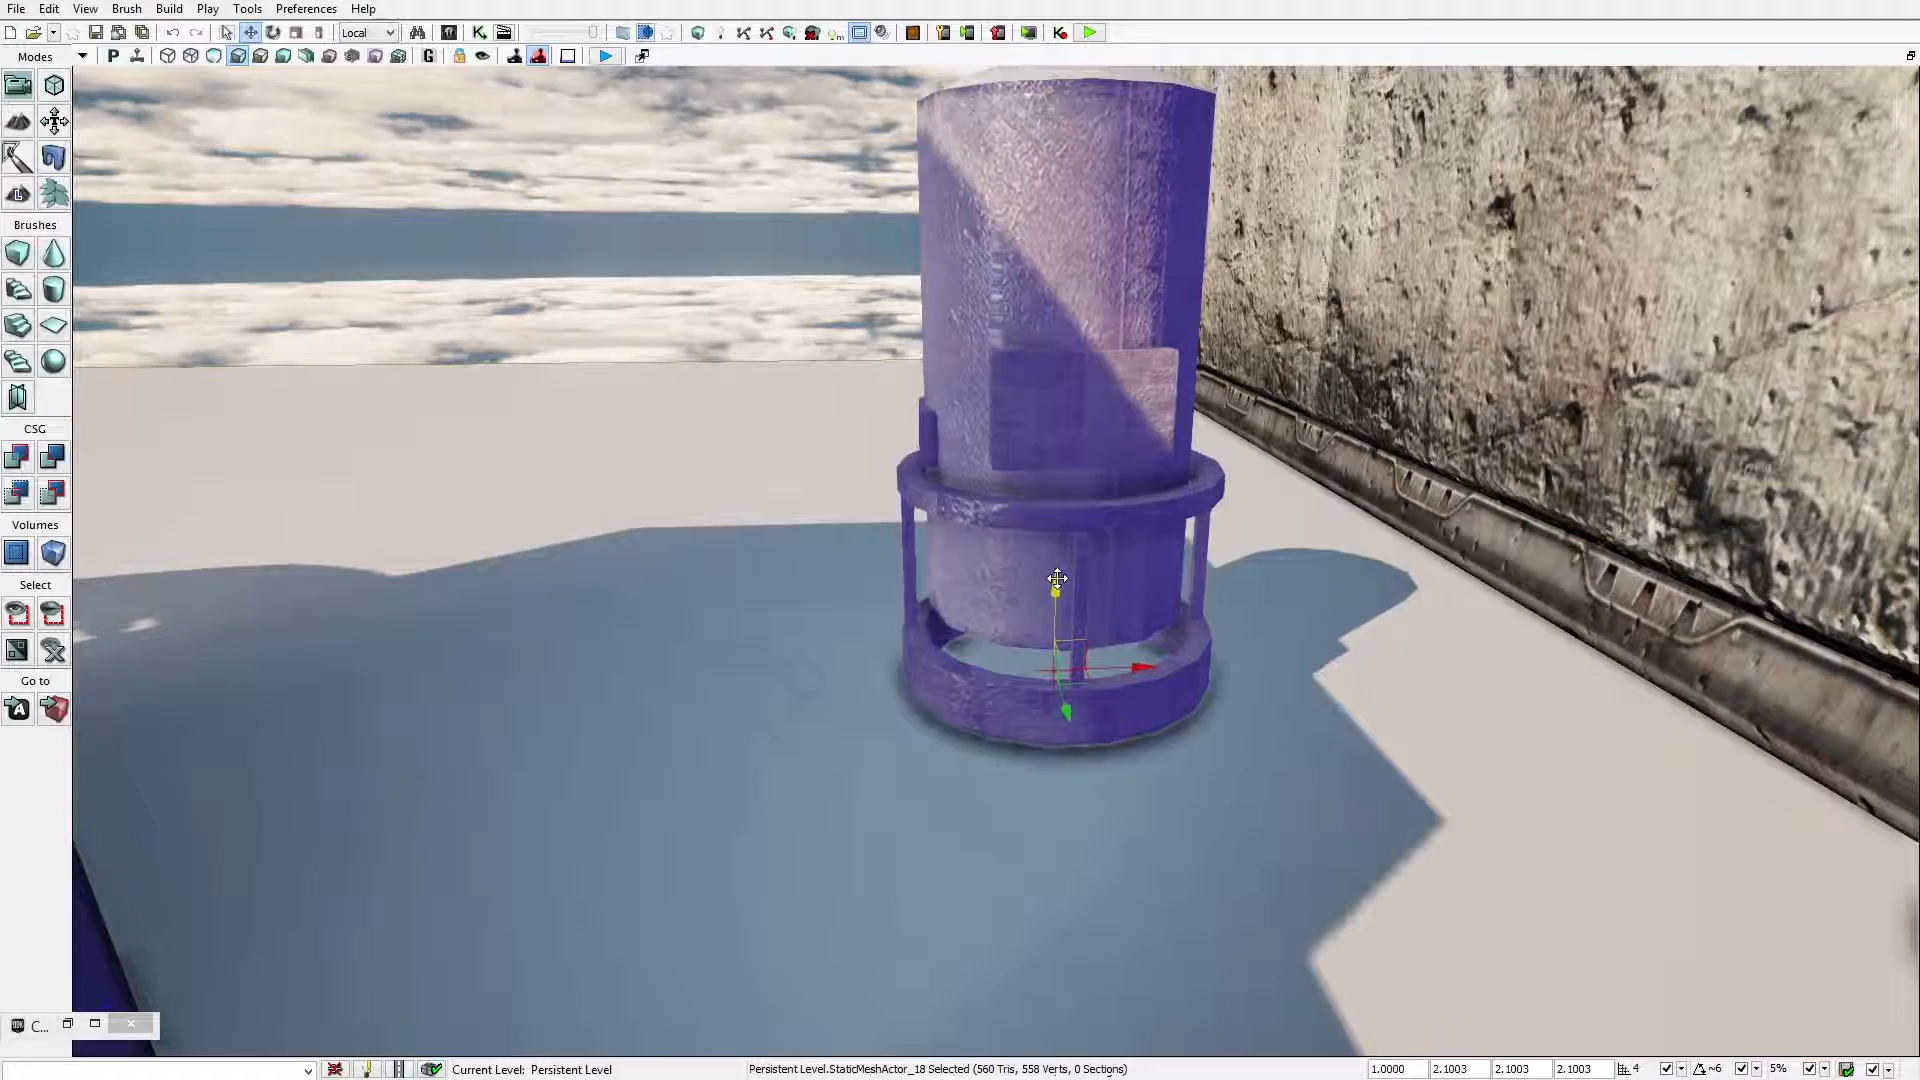 File Edit View Brush Build Play Tools Preferences Help
Local
Modes
P
G
Brushes
CSG
Volumes
Select
Go to
C...
Current Level: Persistent Level
Persistent Level.StaticMeshActor_18 Selected (560 Tris, 558 Verts, 0 Sections)
1.0000 2.1003 2.1003 2.1003 4 ~6 5%